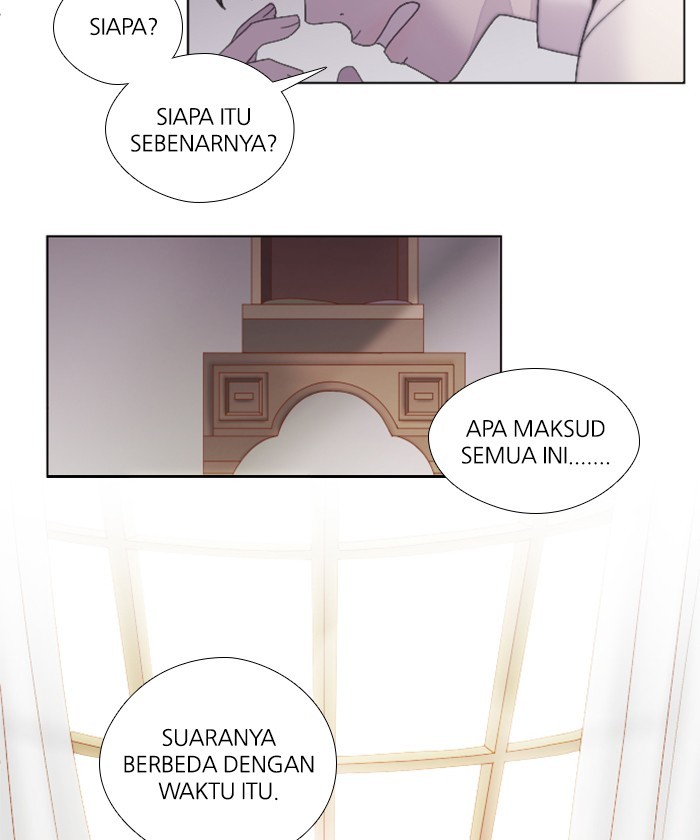 SIAPA?
SIAPA ITU
SEBENARNYA?
APA MAKSUD
SEMUA INI.......
SUARANYA
BERBEDA DENGAN
WAKTU ITU.